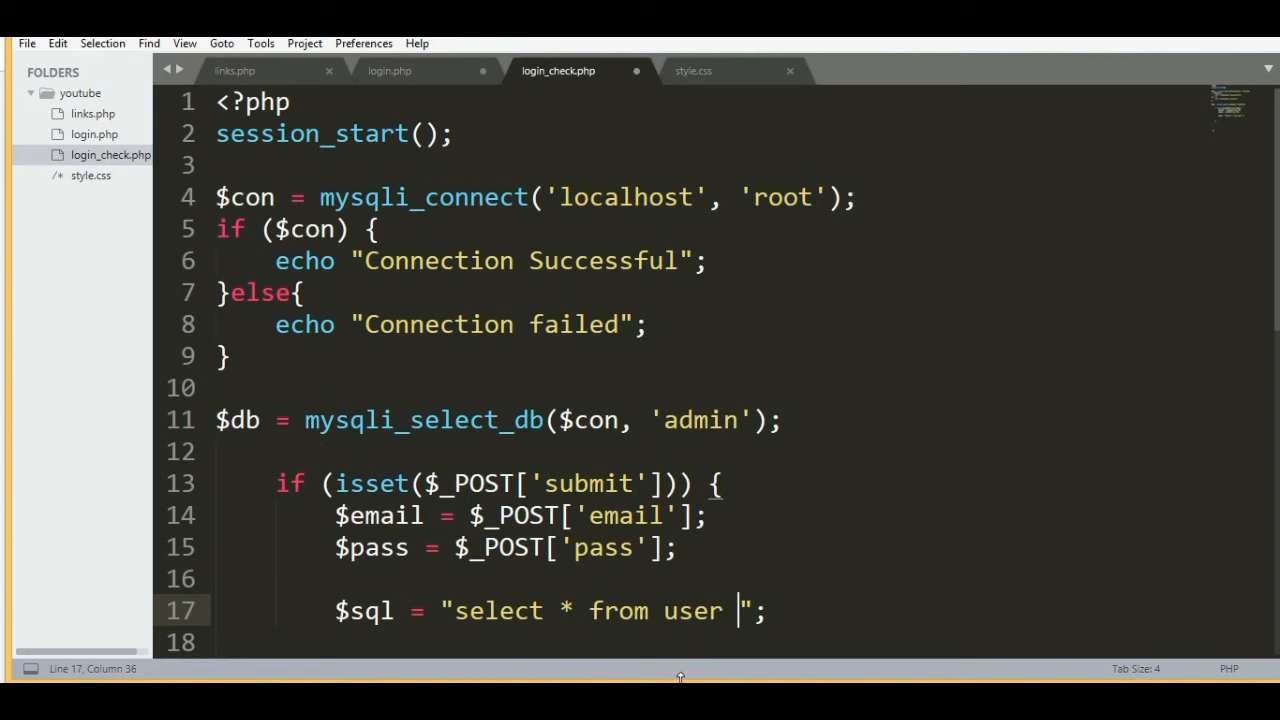 File Edit Selection Find View Goto Tools Project Preferences Help
FOLDERS
youtube
links.php
login.php
login_check.php
/* style.css
links.php × login.php login_check.php style.css ×
1 <?php
2 session_start();
3
4 $con = mysqli_connect('localhost', 'root');
5 if ($con) {
6 echo "Connection Successful";
7 }else{
8 echo "Connection failed";
9 }
10
11 $db = mysqli_select_db($con, 'admin');
12
13 if (isset($_POST['submit'])) {
14 $email = $_POST['email'];
15 $pass = $_POST['pass'];
16
17 $sql = "select * from user ";
18
Line 17, Column 36 Tab Size: 4 PHP